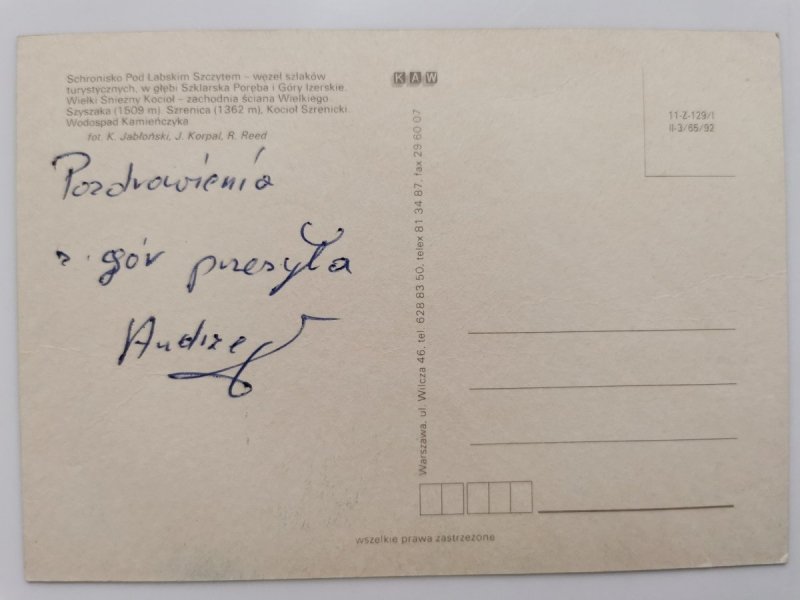 Schronisko Pod Łabskim Szczytem – węzeł szlaków
turystycznych, w głębi Szklarska Poręba i Góry Izerskie.
Wielki Śnieżny Kocioł – zachodnia ściana Wielkiego
Szyszaka (1509 m). Szrenica (1362 m), Kocioł Szrenicki.
Wodospad Kamieńczyka
fot. K. Jabłoński, J. Korpal, R. Reed
Pozdrowienia
z gór przesyła
Andrzej
KAW
Warszawa, ul. Wilcza 46, tel. 628 83 50, telex 81 34 87, fax 29 60 07
11-Z-129/I
II-3/65/92
wszelkie prawa zastrzeżone